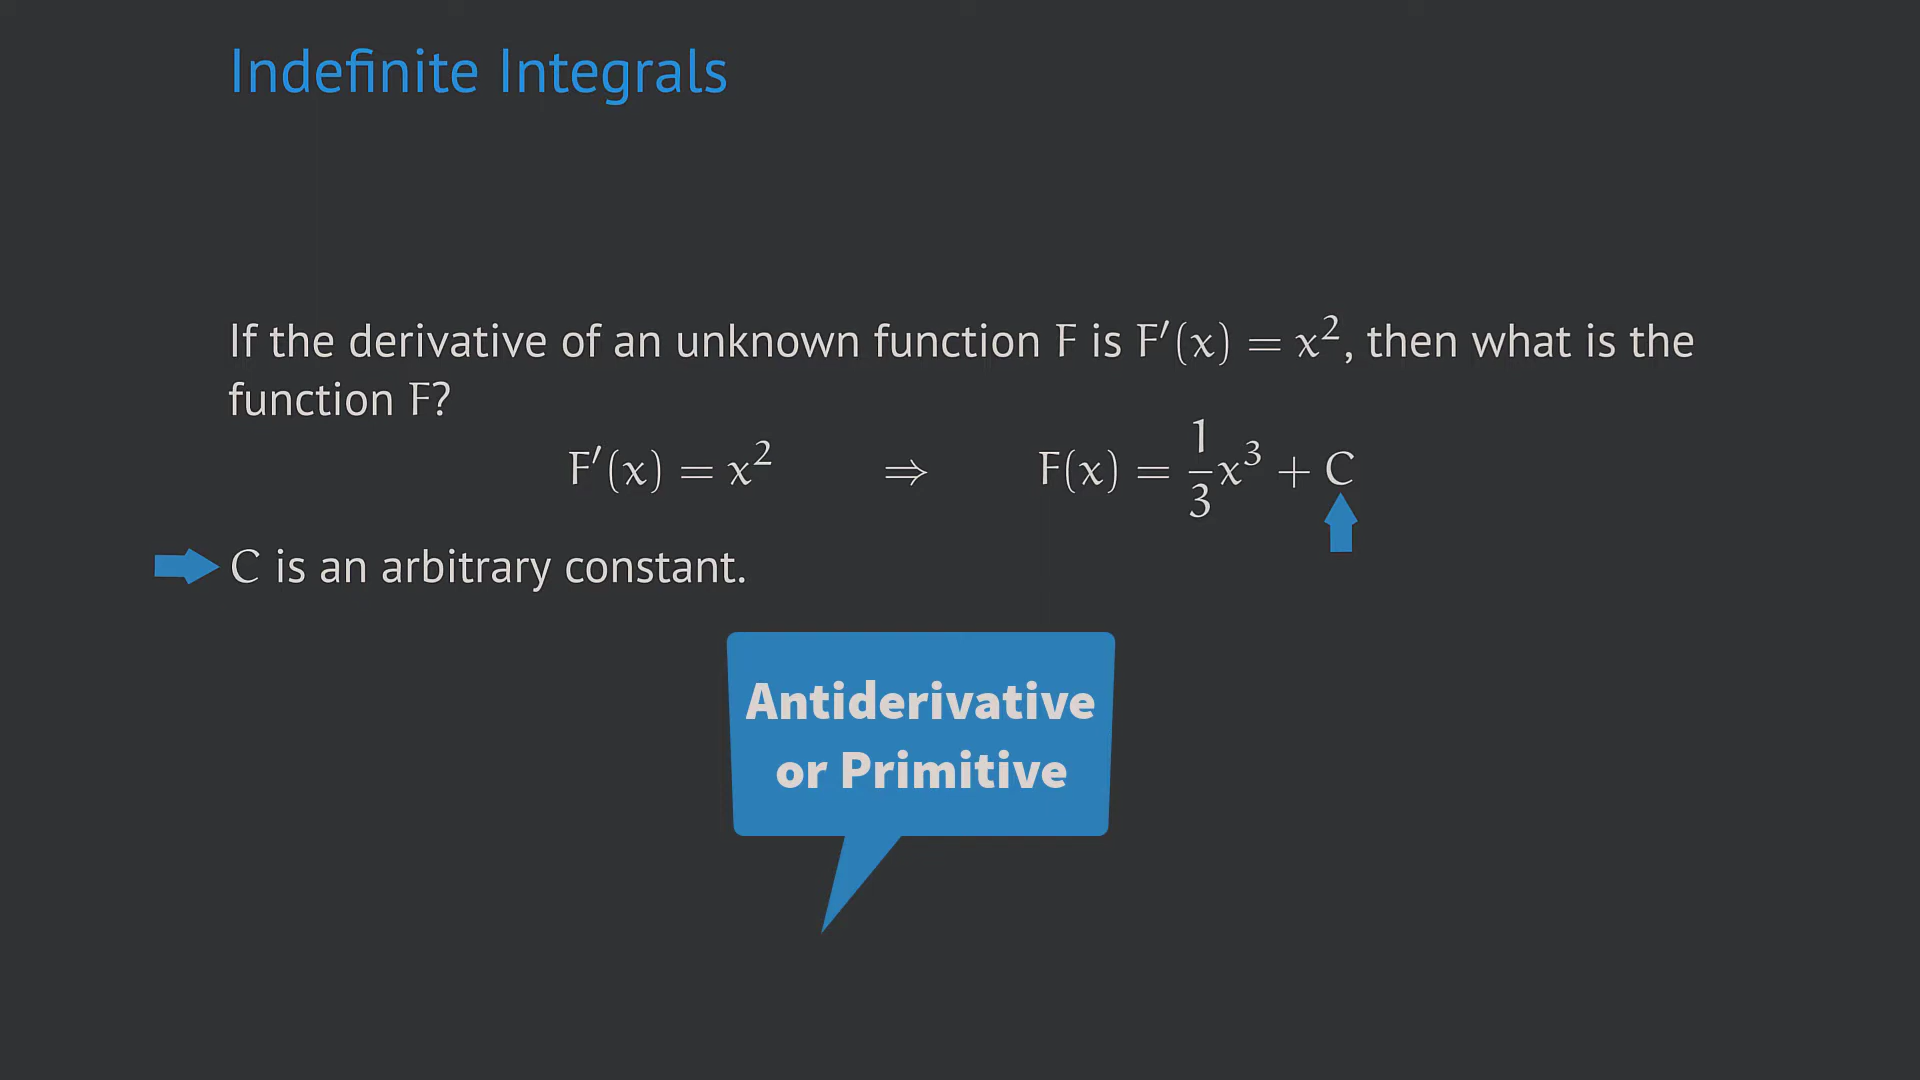 Indefinite Integrals
If the derivative of an unknown function F is F′(x) = x², then what is the
function F?
F′(x) = x² ⇒ F(x) = 1/3 x³ + C
C is an arbitrary constant.
Antiderivative
or Primitive